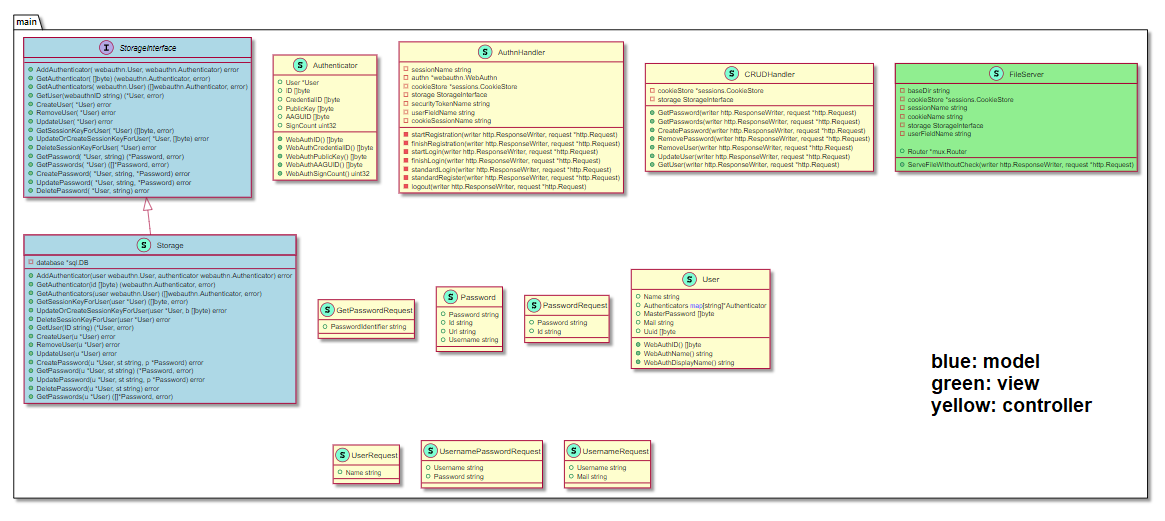 main
StorageInterface
AddAuthenticator( webauthn.User, webauthn.Authenticator) error
GetAuthenticator( []byte) (webauthn.Authenticator, error)
GetAuthenticators( webauthn.User) ([]webauthn.Authenticator, error)
GetUser(webauthnID string) (*User, error)
CreateUser( *User) error
RemoveUser( *User) error
UpdateUser( *User) error
GetSessionKeyForUser( *User) ([]byte, error)
UpdateOrCreateSessionKeyForUser( *User, []byte) error
DeleteSessionKeyForUser( *User) error
GetPassword( *User, string) (*Password, error)
GetPasswords( *User) ([]*Password, error)
CreatePassword( *User, string, *Password) error
UpdatePassword( *User, string, *Password) error
DeletePassword( *User, string) error
Authenticator
User *User
ID []byte
CredentialID []byte
PublicKey []byte
AAGUID []byte
SignCount uint32
WebAuthID() []byte
WebAuthCredentialID() []byte
WebAuthPublicKey() []byte
WebAuthAAGUID() []byte
WebAuthSignCount() uint32
AuthnHandler
sessionName string
authn *webauthn.WebAuthn
cookieStore *sessions.CookieStore
storage StorageInterface
securityTokenName string
userFieldName string
cookieSessionName string
startRegistration(writer http.ResponseWriter, request *http.Request)
finishRegistration(writer http.ResponseWriter, request *http.Request)
startLogin(writer http.ResponseWriter, request *http.Request)
finishLogin(writer http.ResponseWriter, request *http.Request)
standardLogin(writer http.ResponseWriter, request *http.Request)
standardRegister(writer http.ResponseWriter, request *http.Request)
logout(writer http.ResponseWriter, request *http.Request)
CRUDHandler
cookieStore *sessions.CookieStore
storage StorageInterface
GetPassword(writer http.ResponseWriter, request *http.Request)
GetPasswords(writer http.ResponseWriter, request *http.Request)
CreatePassword(writer http.ResponseWriter, request *http.Request)
RemovePassword(writer http.ResponseWriter, request *http.Request)
RemoveUser(writer http.ResponseWriter, request *http.Request)
UpdateUser(writer http.ResponseWriter, request *http.Request)
GetUser(writer http.ResponseWriter, request *http.Request)
FileServer
baseDir string
cookieStore *sessions.CookieStore
sessionName string
cookieName string
storage StorageInterface
userFieldName string
Router *mux.Router
ServeFileWithoutCheck(writer http.ResponseWriter, request *http.Request)
Storage
database *sql.DB
AddAuthenticator(user webauthn.User, authenticator webauthn.Authenticator) error
GetAuthenticator(id []byte) (webauthn.Authenticator, error)
GetAuthenticators(user webauthn.User) ([]webauthn.Authenticator, error)
GetSessionKeyForUser(user *User) ([]byte, error)
UpdateOrCreateSessionKeyForUser(user *User, b []byte) error
DeleteSessionKeyForUser(user *User) error
GetUser(ID string) (*User, error)
CreateUser(u *User) error
RemoveUser(u *User) error
UpdateUser(u *User) error
CreatePassword(u *User, st string, p *Password) error
GetPassword(u *User, st string) (*Password, error)
UpdatePassword(u *User, st string, p *Password) error
DeletePassword(u *User, st string) error
GetPasswords(u *User) ([]*Password, error)
GetPasswordRequest
PasswordIdentifier string
Password
Password string
Id string
Url string
Username string
PasswordRequest
Password string
Id string
User
Name string
Authenticators map[string]*Authenticator
MasterPassword []byte
Mail string
Uuid []byte
WebAuthID() []byte
WebAuthName() string
WebAuthDisplayName() string
blue: model
green: view
yellow: controller
UserRequest
Name string
UsernamePasswordRequest
Username string
Password string
UsernameRequest
Username string
Mail string